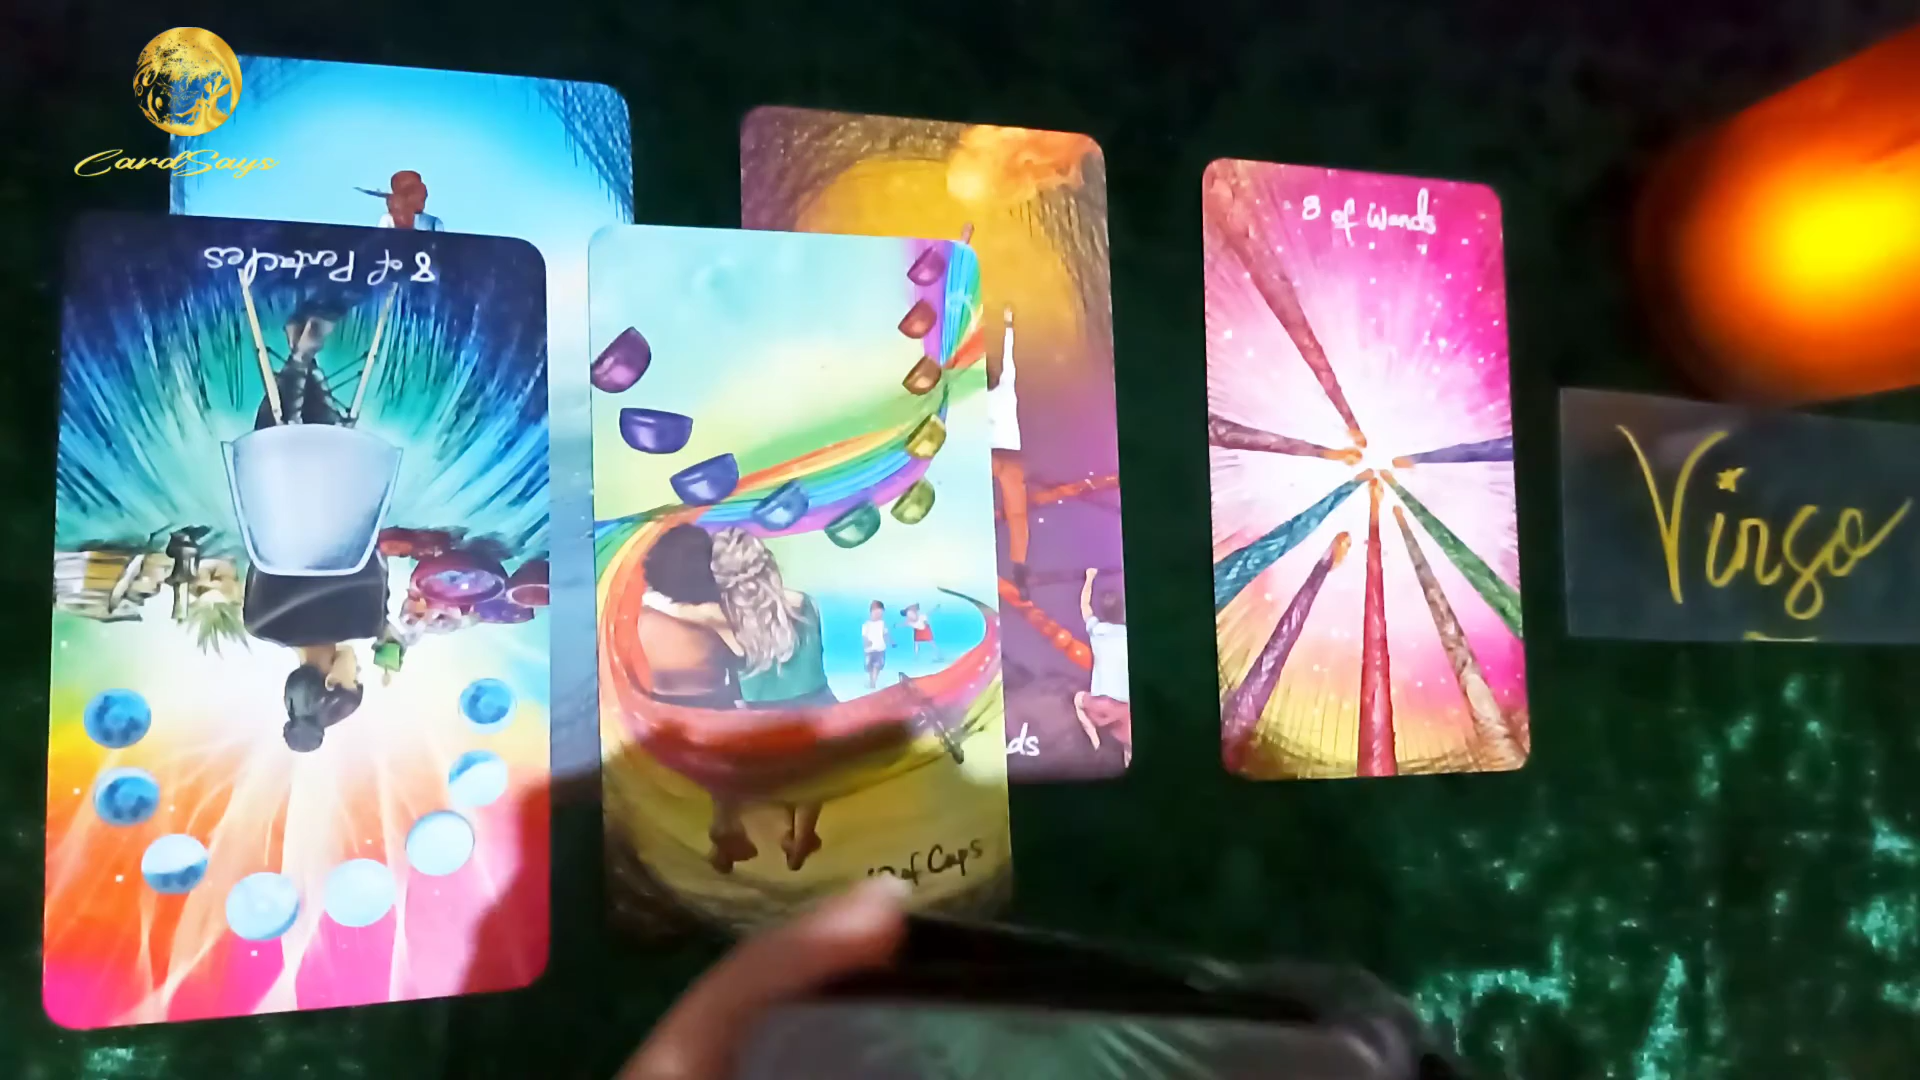 CardSays
8 of Pentacles
8 of Wands
Virgo
of Cups
ds